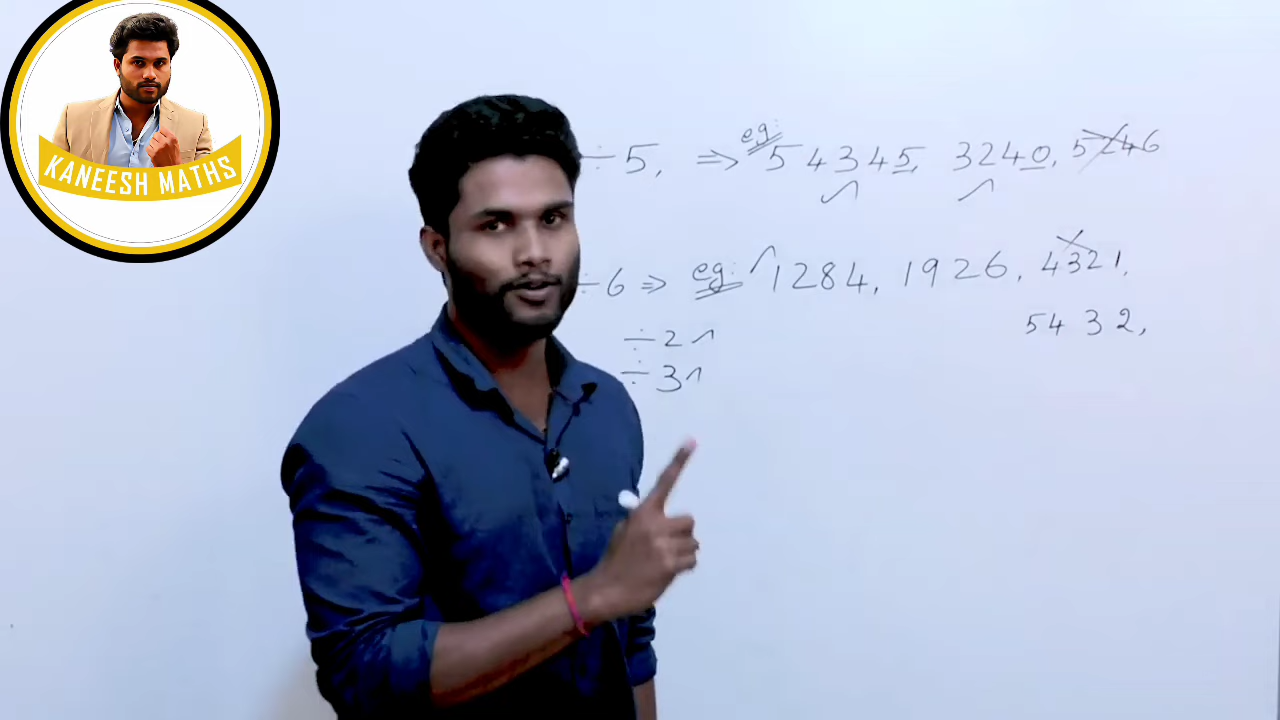 KANEESH MATHS
÷5, ⇒ eg: 54345, 3240, 5246
÷6 ⇒ eg: ✓1284, 1926, 4321,
5432,
÷2 ✓
÷3 ✓